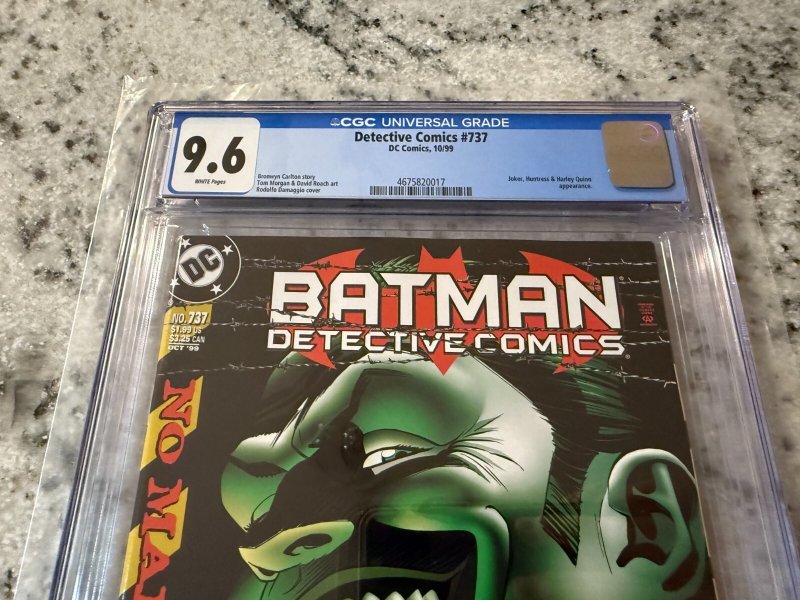 CGC UNIVERSAL GRADE
9.6
WHITE Pages
Detective Comics #737
DC Comics, 10/99
Bronwyn Carlton story
Tom Morgan & David Roach art
Rodolfo Damaggio cover
4675820017
Joker, Huntress & Harley Quinn
appearance.
DC
BATMAN
DETECTIVE COMICS
NO. 737
$1.99 US
$3.25 CAN
OCT '99
NO MA